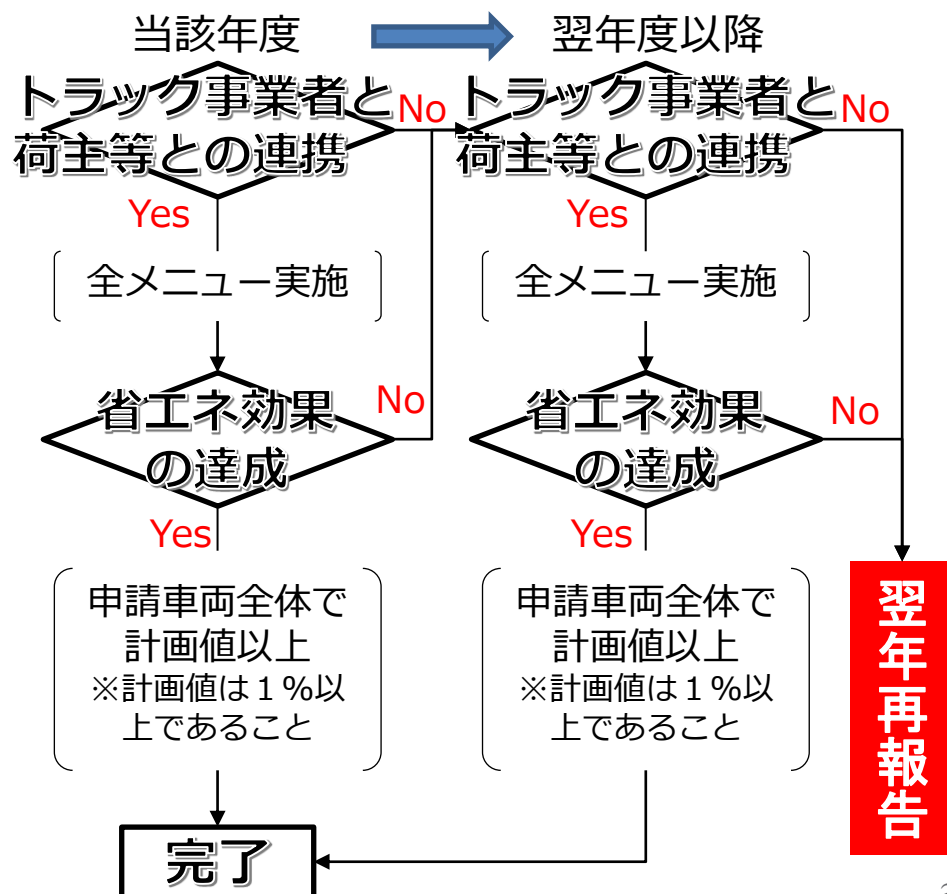 当該年度
翌年度以降
トラック事業者と
荷主等との連携
No
Yes
全メニュー実施
省エネ効果
の達成
No
Yes
申請車両全体で
計画値以上
※計画値は１%以
上であること
トラック事業者と
荷主等との連携
No
Yes
全メニュー実施
省エネ効果
の達成
No
Yes
申請車両全体で
計画値以上
※計画値は１%以
上であること
翌年再報告
完了